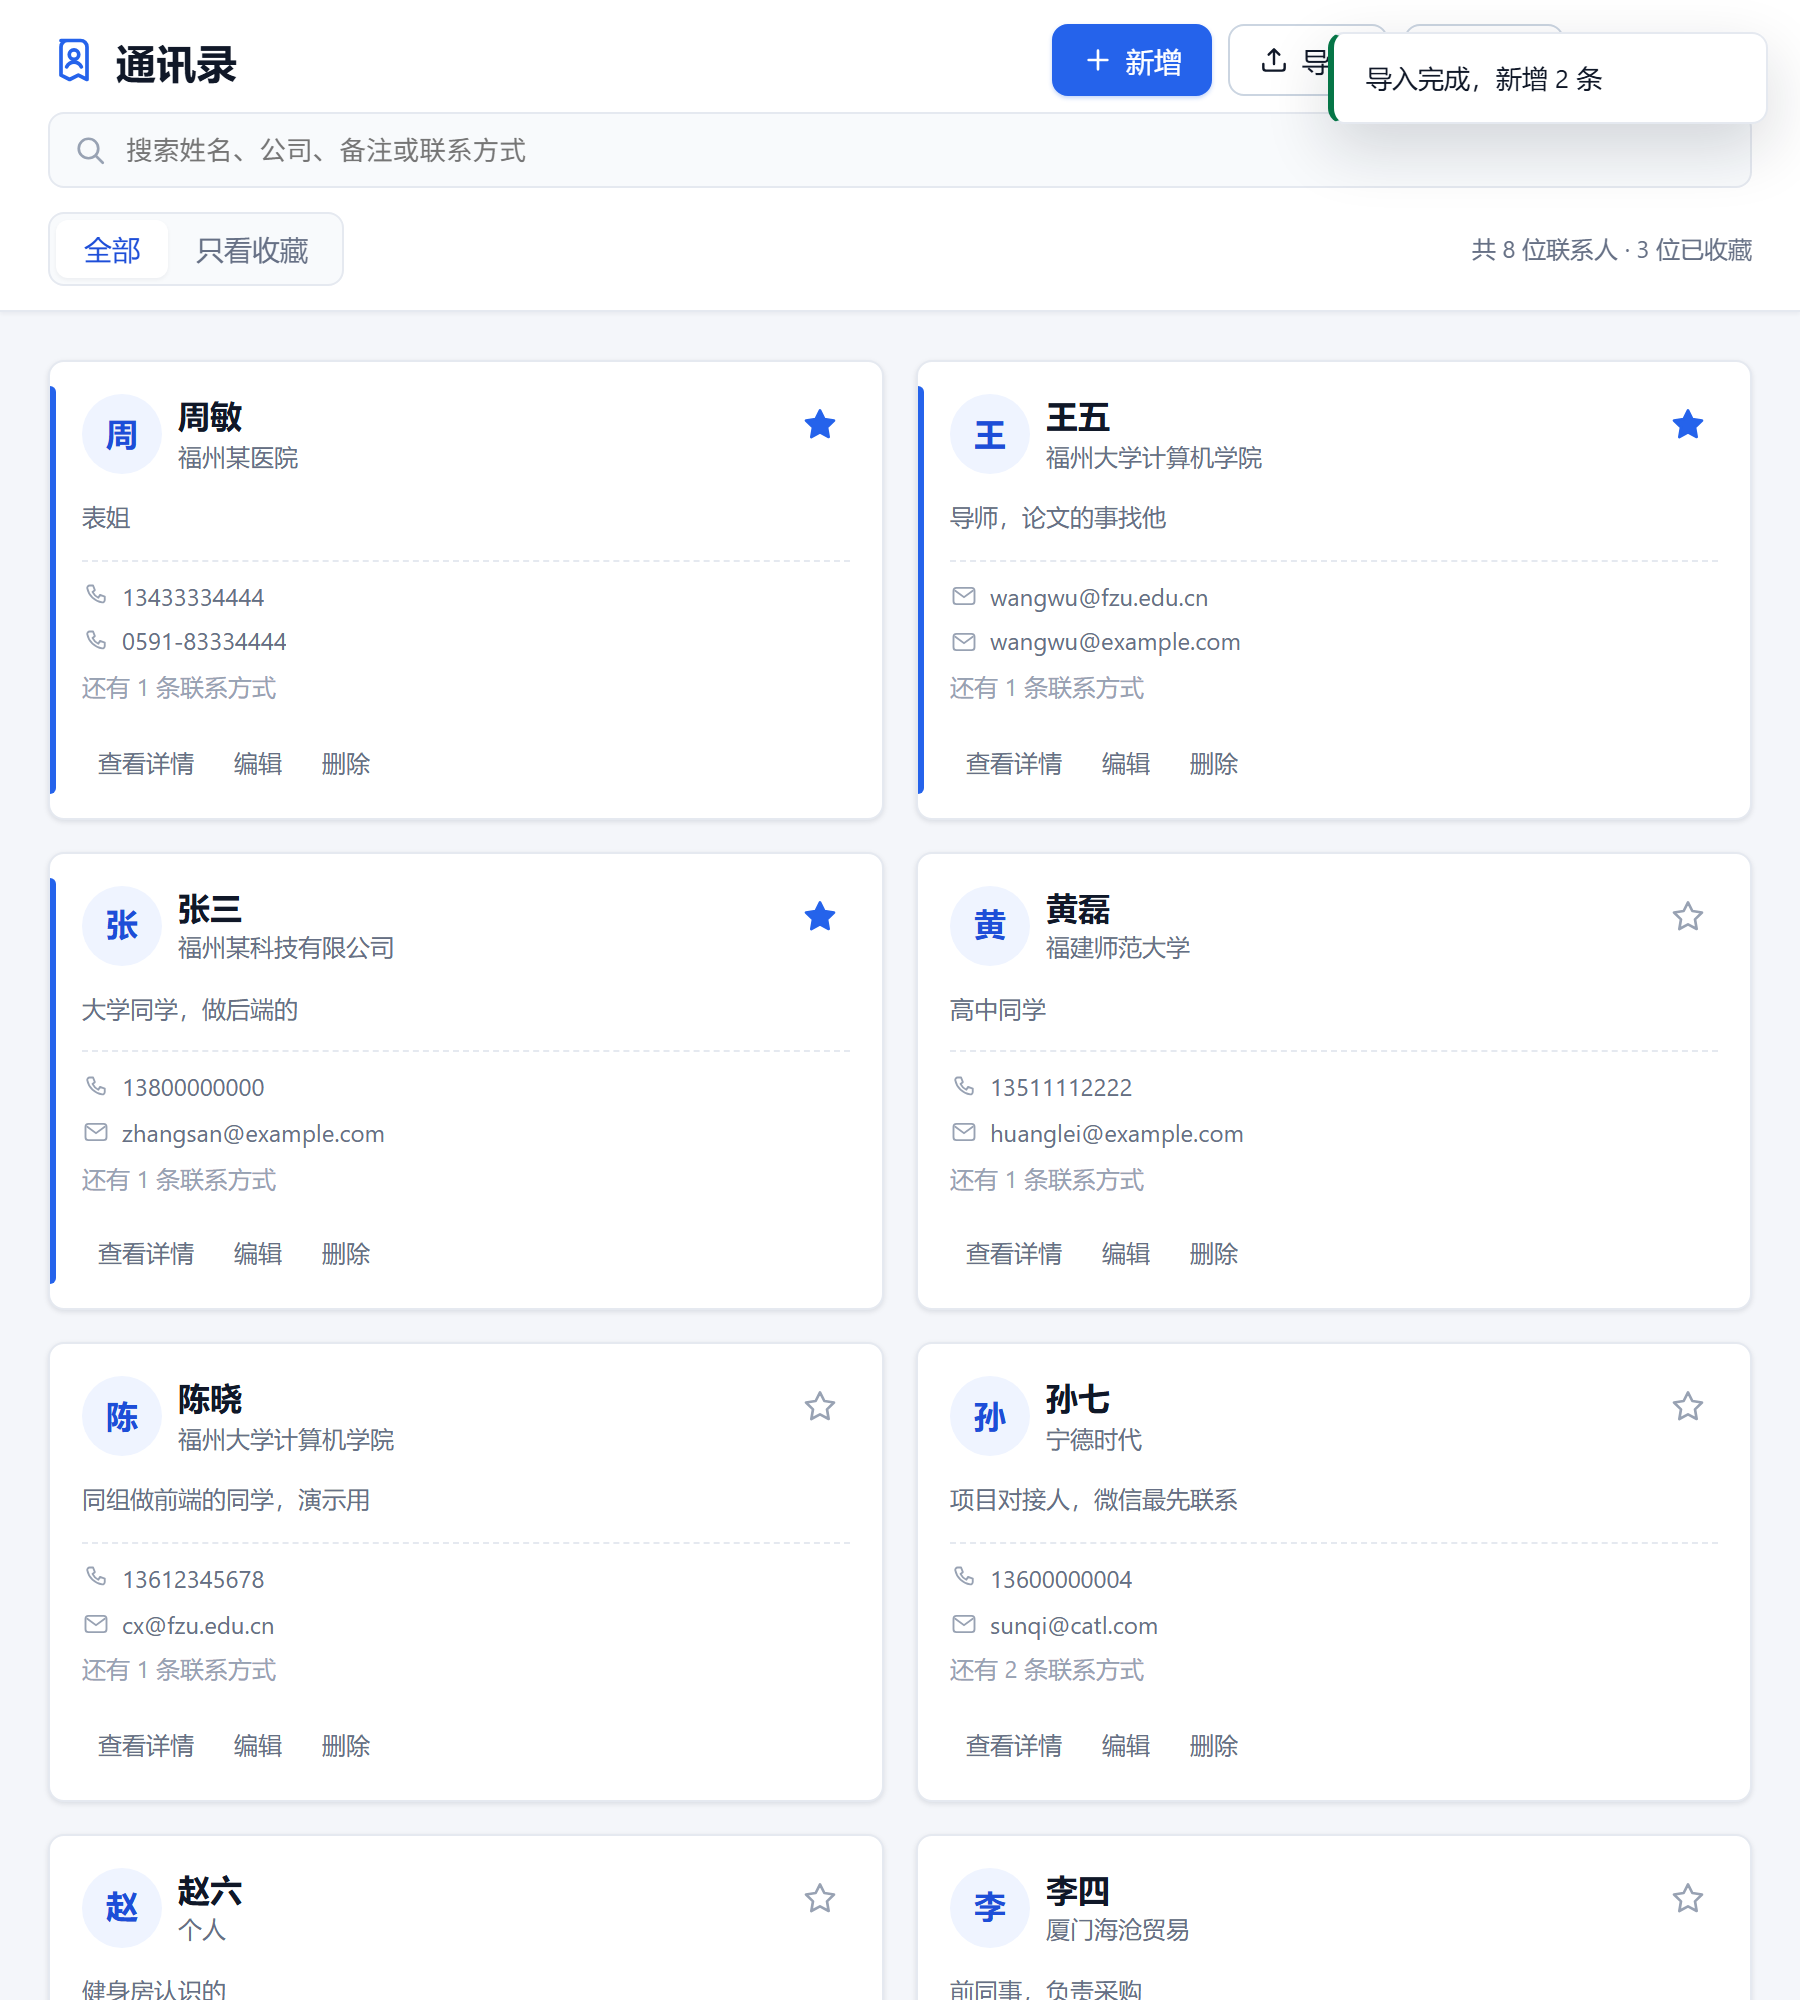 通讯录
新增
导
导入完成，新增 2 条
搜索姓名、公司、备注或联系方式
全部
只看收藏
共 8 位联系人 · 3 位已收藏
周
周敏
福州某医院
表姐
13433334444
0591-83334444
还有 1 条联系方式
查看详情 编辑 删除
王
王五
福州大学计算机学院
导师，论文的事找他
wangwu@fzu.edu.cn
wangwu@example.com
还有 1 条联系方式
查看详情 编辑 删除
张
张三
福州某科技有限公司
大学同学，做后端的
13800000000
zhangsan@example.com
还有 1 条联系方式
查看详情 编辑 删除
黄
黄磊
福建师范大学
高中同学
13511112222
huanglei@example.com
还有 1 条联系方式
查看详情 编辑 删除
陈
陈晓
福州大学计算机学院
同组做前端的同学，演示用
13612345678
cx@fzu.edu.cn
还有 1 条联系方式
查看详情 编辑 删除
孙
孙七
宁德时代
项目对接人，微信最先联系
13600000004
sunqi@catl.com
还有 2 条联系方式
查看详情 编辑 删除
赵
赵六
个人
健身房认识的
李
李四
厦门海沧贸易
前同事，负责采购